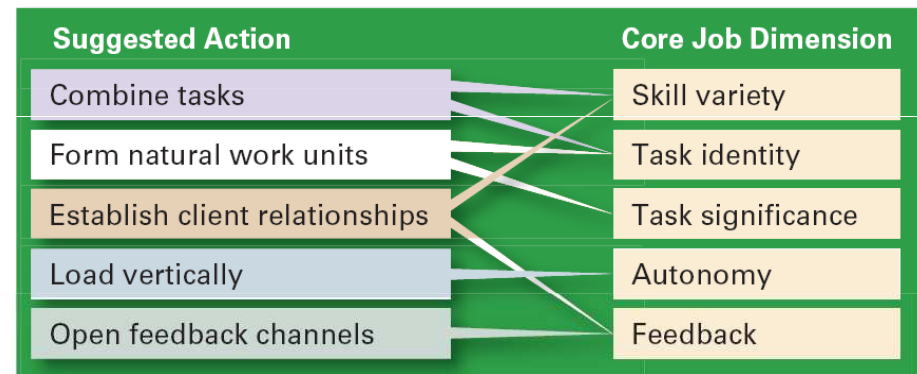 Suggested Action
Core Job Dimension
Combine tasks
Skill variety
Form natural work units
Task identity
Establish client relationships
Task significance
Load vertically
Autonomy
Open feedback channels
Feedback